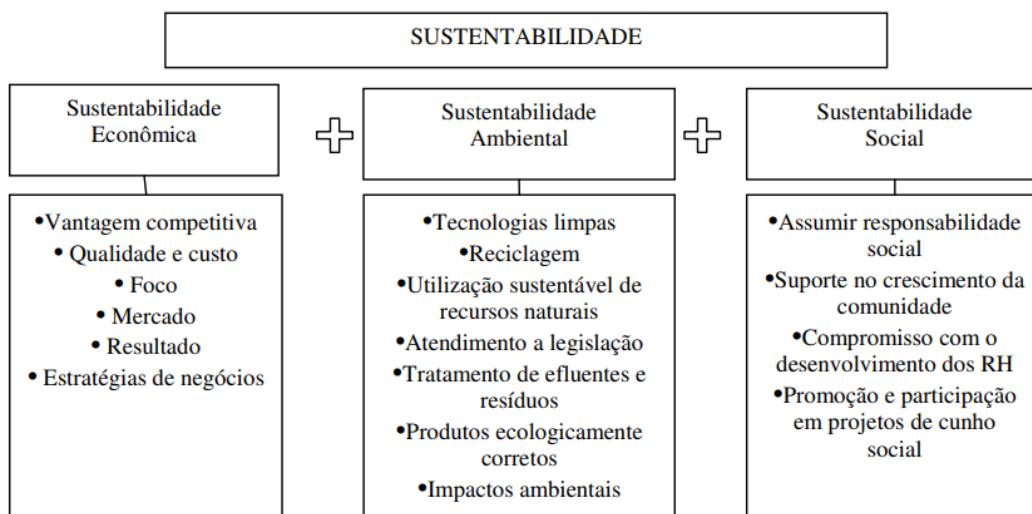 SUSTENTABILIDADE
Sustentabilidade
Econômica
Sustentabilidade
Ambiental
Sustentabilidade
Social
•Vantagem competitiva
• Qualidade e custo
• Foco
• Mercado
• Resultado
• Estratégias de negócios
•Tecnologias limpas
•Reciclagem
•Utilização sustentável de
recursos naturais
•Atendimento a legislação
•Tratamento de efluentes e
resíduos
•Produtos ecologicamente
corretos
•Impactos ambientais
•Assumir responsabilidade
social
•Suporte no crescimento da
comunidade
•Compromisso com o
desenvolvimento dos RH
•Promoção e participação
em projetos de cunho
social